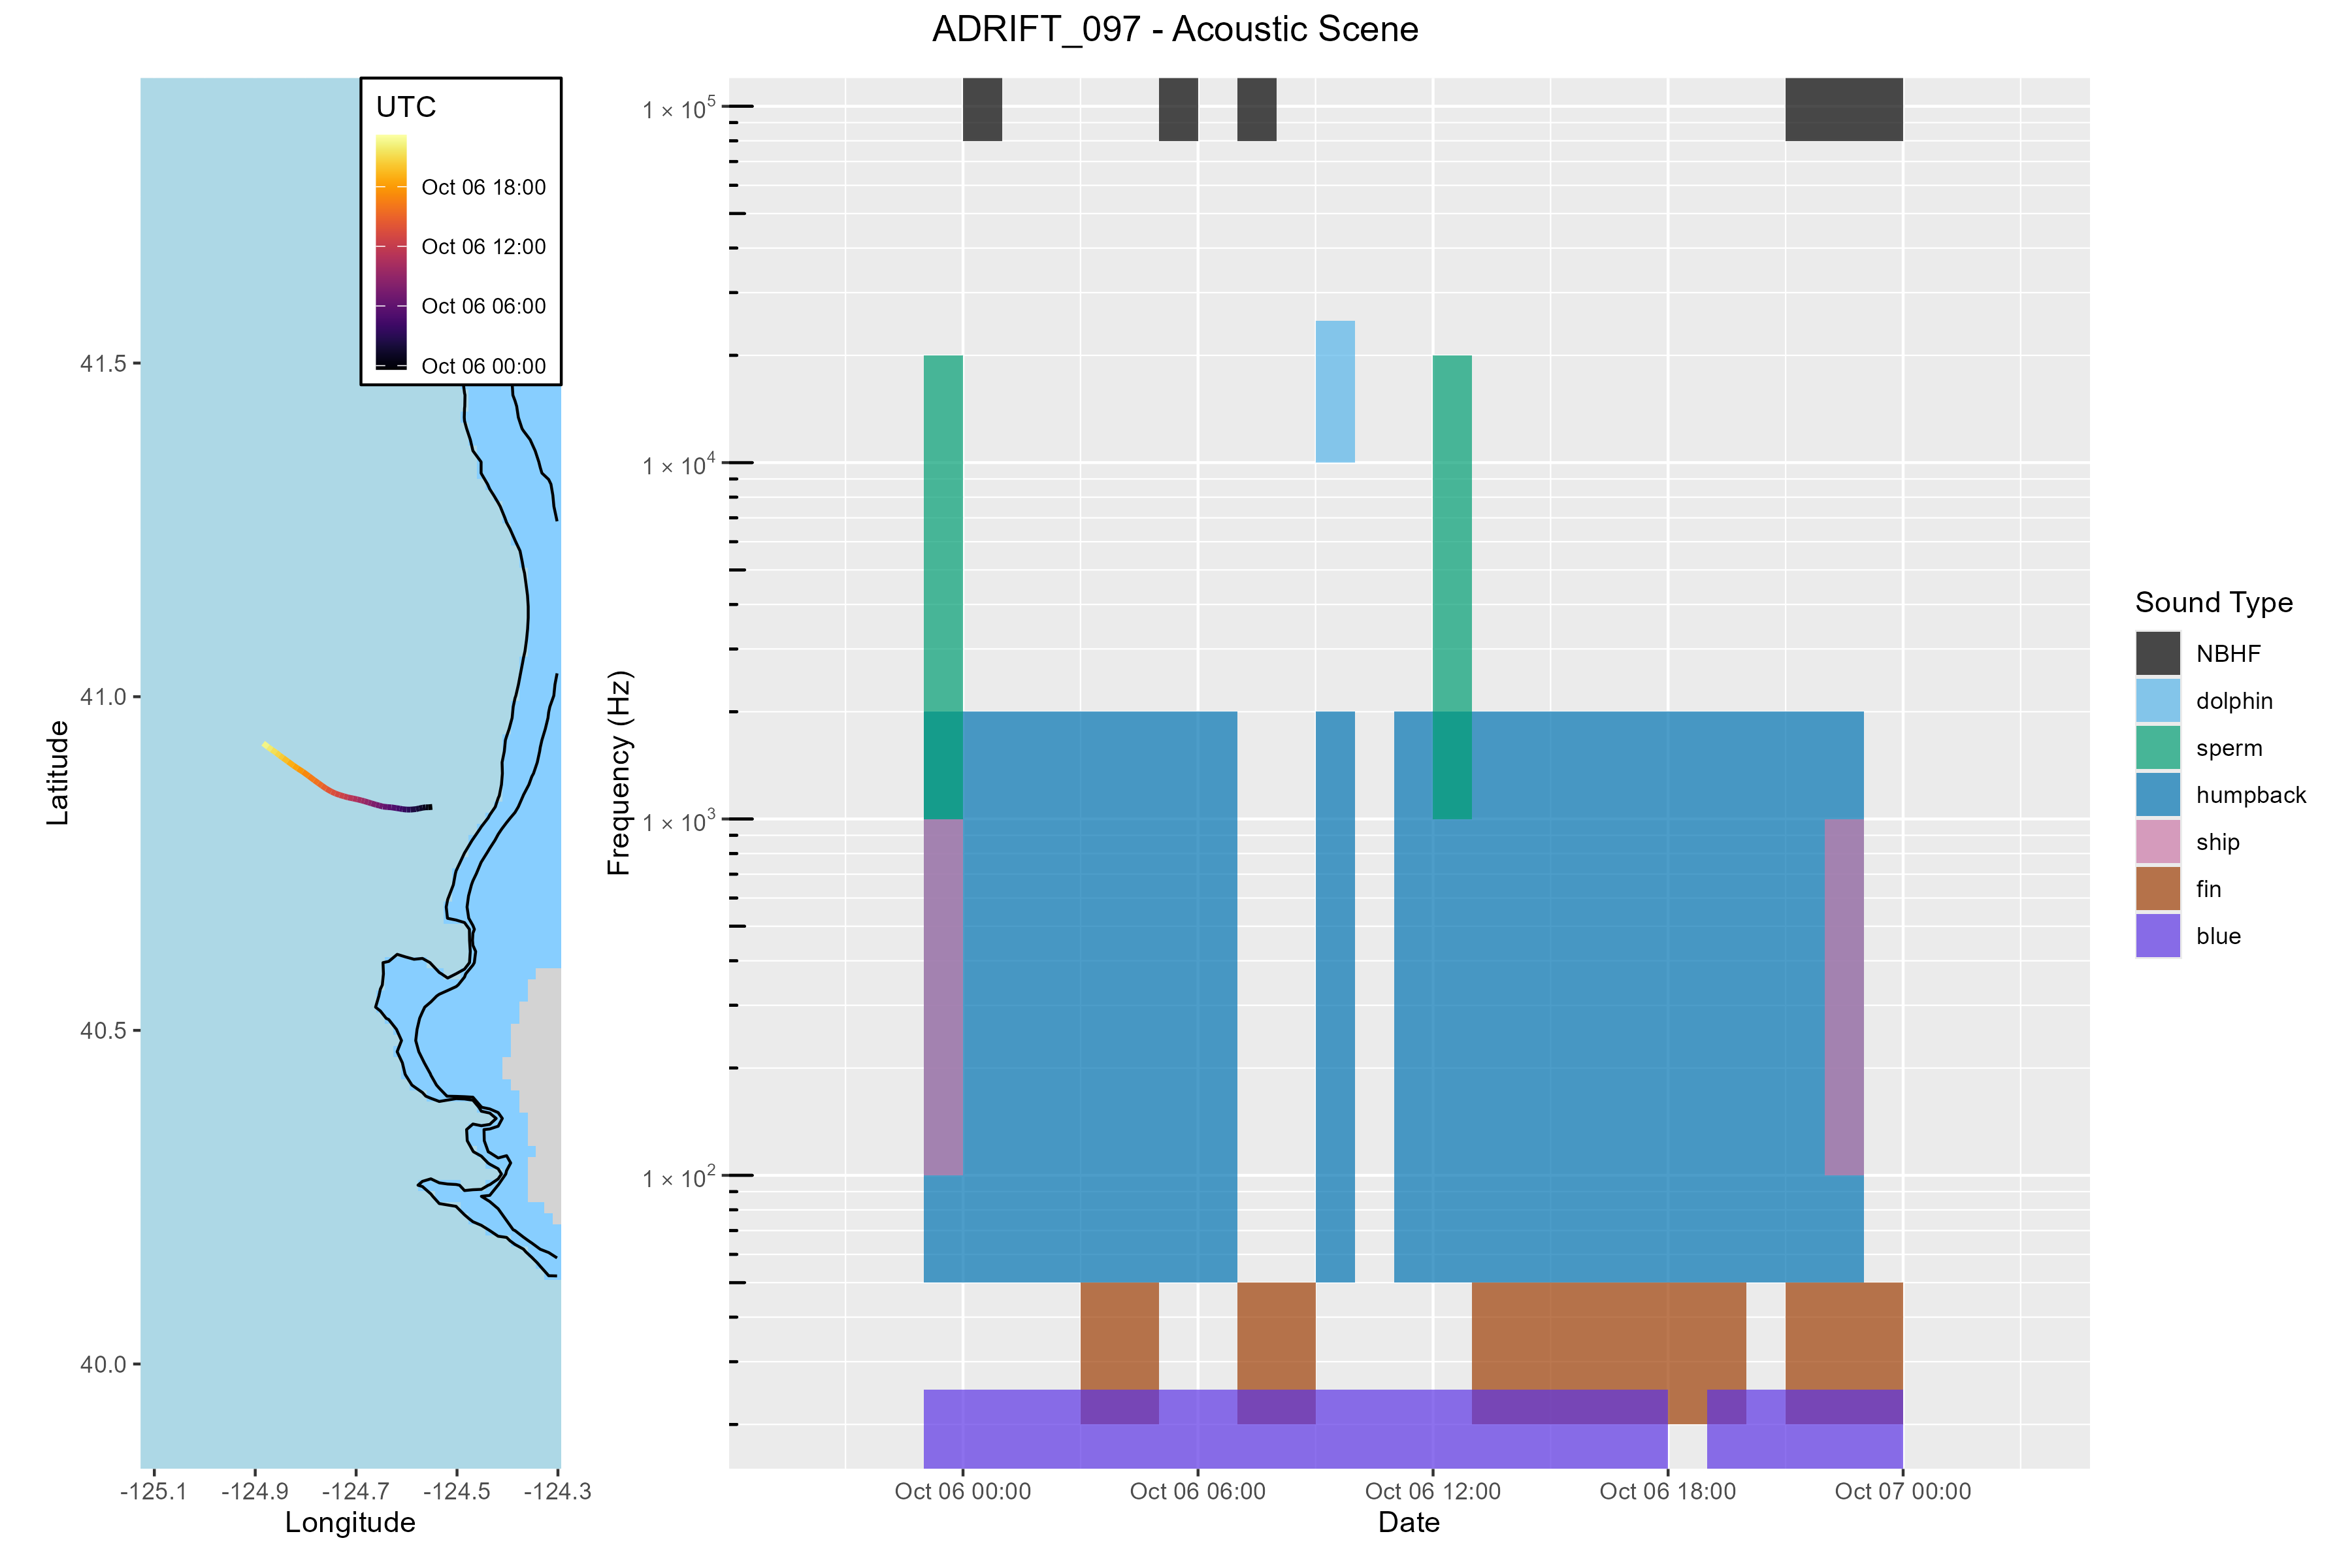 ADRIFT_097 - Acoustic Scene
UTC
Oct 06 18:00
Oct 06 12:00
Oct 06 06:00
Oct 06 00:00
41.5
41.0
40.5
40.0
Latitude
-125.1 -124.9 -124.7 -124.5 -124.3
Longitude
1 × 10⁵
1 × 10⁴
1 × 10³
1 × 10²
Frequency (Hz)
Oct 06 00:00 Oct 06 06:00 Oct 06 12:00 Oct 06 18:00 Oct 07 00:00
Date
Sound Type
NBHF
dolphin
sperm
humpback
ship
fin
blue